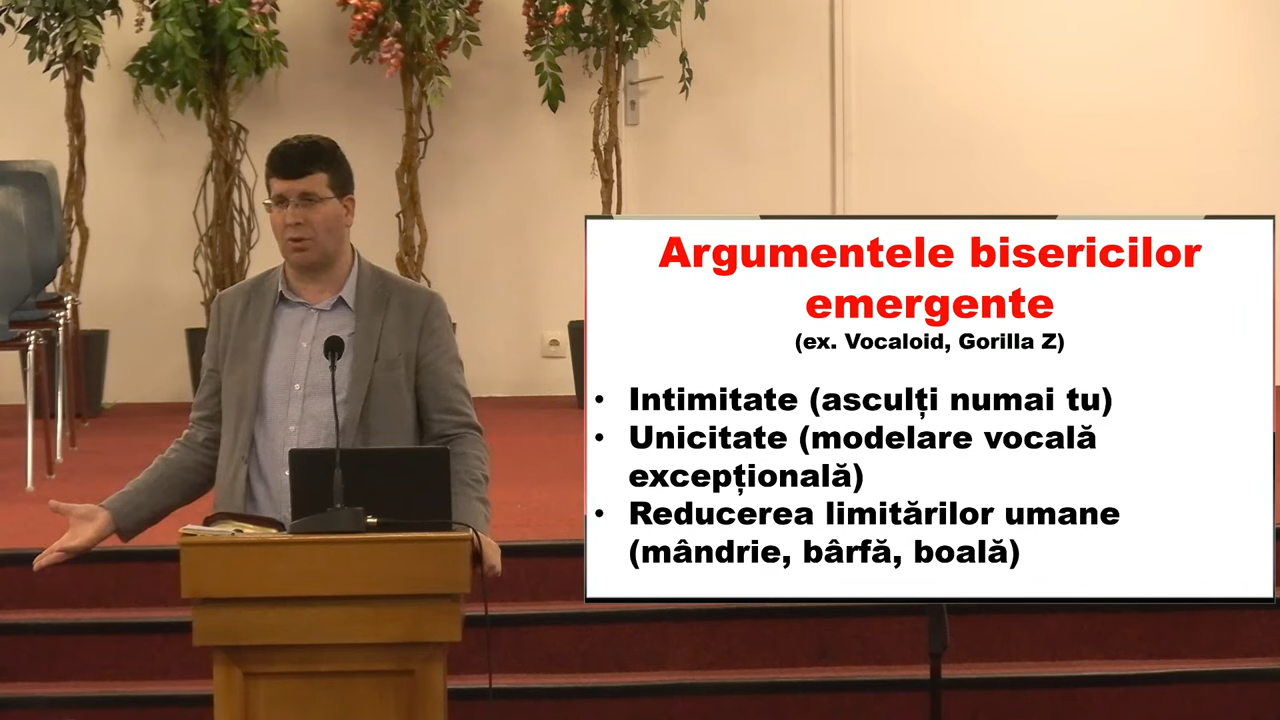 Argumentele bisericilor
emergente
(ex. Vocaloid, Gorilla Z)
• Intimitate (asculți numai tu)
• Unicitate (modelare vocală
excepțională)
• Reducerea limitărilor umane
(mândrie, bârfă, boală)